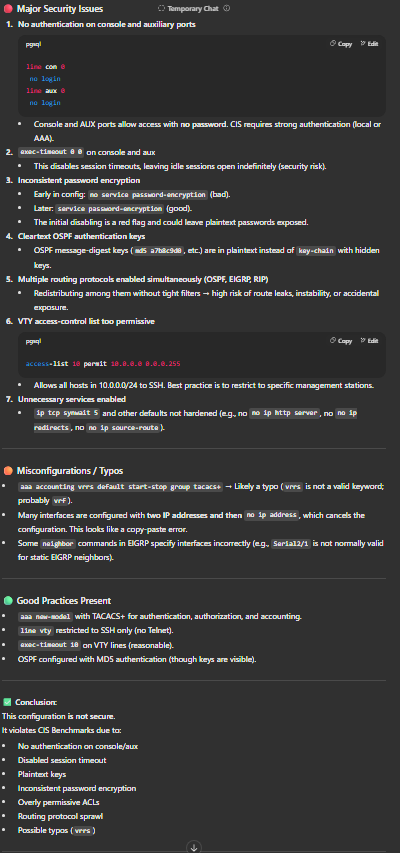 Major Security Issues
Temporary Chat
1. No authentication on console and auxiliary ports
pgsql
Copy
Edit
line con 0
no login
line aux 0
no login
• Console and AUX ports allow access with no password. CIS requires strong authentication (local or
AAA).
2. exec-timeout 0 0 on console and aux
• This disables session timeouts, leaving idle sessions open indefinitely (security risk).
3. Inconsistent password encryption
• Early in config: no service password-encryption (bad).
• Later: service password-encryption (good).
• The initial disabling is a red flag and could leave plaintext passwords exposed.
4. Cleartext OSPF authentication keys
• OSPF message-digest keys (md5 a7b8c9d0, etc.) are in plaintext instead of key-chain with hidden
keys.
5. Multiple routing protocols enabled simultaneously (OSPF, EIGRP, RIP)
• Redistributing among them without tight filters → high risk of route leaks, instability, or accidental
exposure.
6. VTY access-control list too permissive
pgsql
Copy
Edit
access-list 10 permit 10.0.0.0 0.0.0.255
• Allows all hosts in 10.0.0.0/24 to SSH. Best practice is to restrict to specific management stations.
7. Unnecessary services enabled
• ip tcp synwait 5 and other defaults not hardened (e.g., no no ip http server, no no ip
redirects, no no ip source-route).
Misconfigurations / Typos
• aaa accounting vrrs default start-stop group tacacs+ → Likely a typo (vrrs is not a valid keyword;
probably vrf).
• Many interfaces are configured with two IP addresses and then no ip address, which cancels the
configuration. This looks like a copy-paste error.
• Some neighbor commands in EIGRP specify interfaces incorrectly (e.g., Serial2/1 is not normally valid
for static EIGRP neighbors).
Good Practices Present
• aaa new-model with TACACS+ for authentication, authorization, and accounting.
• line vty restricted to SSH only (no Telnet).
• exec-timeout 10 on VTY lines (reasonable).
• OSPF configured with MD5 authentication (though keys are visible).
Conclusion:
This configuration is not secure.
It violates CIS Benchmarks due to:
• No authentication on console/aux
• Disabled session timeout
• Plaintext keys
• Inconsistent password encryption
• Overly permissive ACLs
• Routing protocol sprawl
• Possible typos (vrrs)